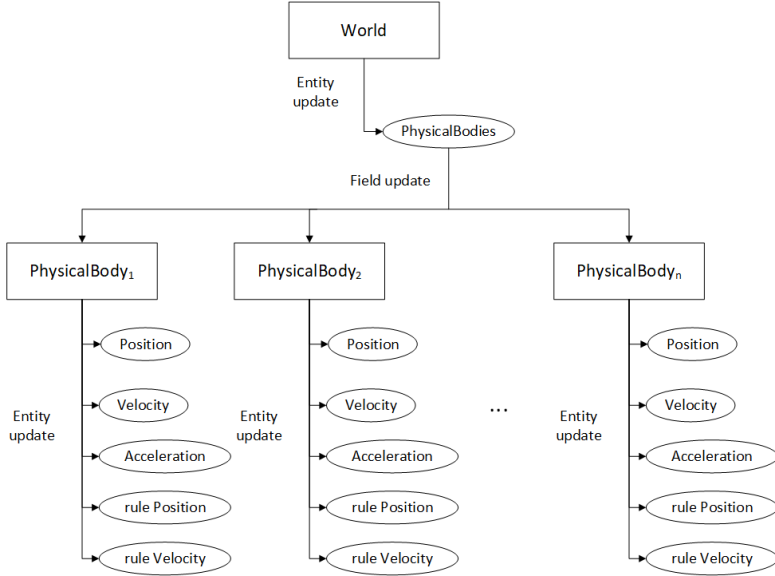 World
Entity
update
PhysicalBodies
Field update
PhysicalBody₁
PhysicalBody₂
PhysicalBodyₙ
Position
Position
Position
Velocity
Velocity
...
Velocity
Entity
update
Entity
update
Entity
update
Acceleration
Acceleration
Acceleration
rule Position
rule Position
rule Position
rule Velocity
rule Velocity
rule Velocity